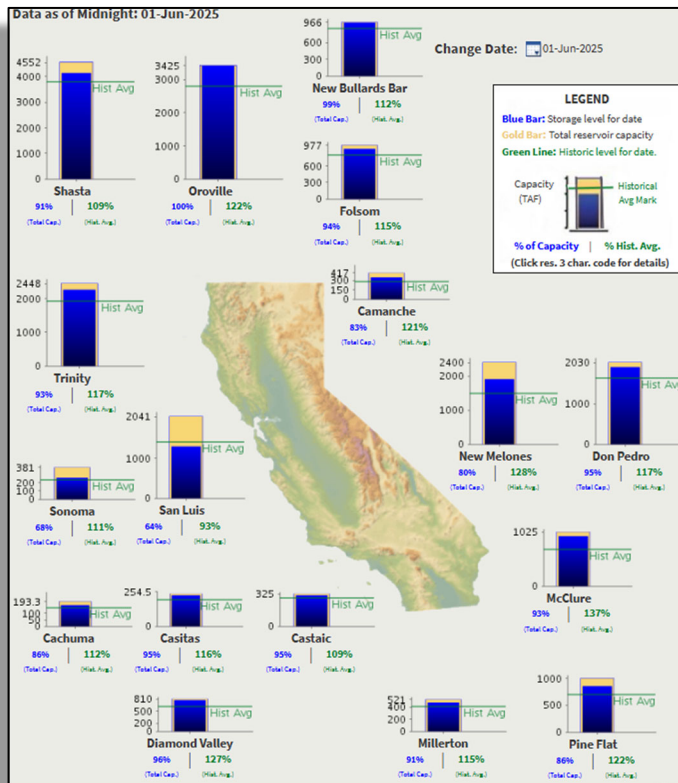 Data as of Midnight: 01-Jun-2025
Change Date: 01-Jun-2025
LEGEND
Blue Bar: Storage level for date
Gold Bar: Total reservoir capacity
Green Line: Historic level for date.
Capacity
(TAF)
Historical
Avg Mark
% of Capacity | % Hist. Avg.
(Click res. 3 char. code for details)
4552
4000
3000
2000
1000
0
Hist Avg
Shasta
91% | 109%
(Total Cap.) (Hist. Avg.)
3425
3000
2000
1000
0
Hist Avg
Oroville
100% | 122%
(Total Cap.) (Hist. Avg.)
966
600
300
0
Hist Avg
New Bullards Bar
99% | 112%
(Total Cap.) (Hist. Avg.)
977
600
300
0
Hist Avg
Folsom
94% | 115%
(Total Cap.) (Hist. Avg.)
417
300
150
0
Hist Avg
Camanche
83% | 121%
(Total Cap.) (Hist. Avg.)
2448
2000
1000
0
Hist Avg
Trinity
93% | 117%
(Total Cap.) (Hist. Avg.)
2400
2000
1000
0
Hist Avg
New Melones
80% | 128%
(Total Cap.) (Hist. Avg.)
2030
1000
0
Hist Avg
Don Pedro
95% | 117%
(Total Cap.) (Hist. Avg.)
381
200
100
0
Hist Avg
Sonoma
68% | 111%
(Total Cap.) (Hist. Avg.)
2041
1000
0
Hist Avg
San Luis
64% | 93%
(Total Cap.) (Hist. Avg.)
1025
0
Hist Avg
McClure
93% | 137%
(Total Cap.) (Hist. Avg.)
193.3
100
50
0
Hist Avg
Cachuma
86% | 112%
(Total Cap.) (Hist. Avg.)
254.5
0
Hist Avg
Casitas
95% | 116%
(Total Cap.) (Hist. Avg.)
325
0
Hist Avg
Castaic
95% | 109%
(Total Cap.) (Hist. Avg.)
810
500
200
0
Hist Avg
Diamond Valley
96% | 127%
(Total Cap.) (Hist. Avg.)
521
400
200
0
Hist Avg
Millerton
91% | 115%
(Total Cap.) (Hist. Avg.)
1000
500
0
Hist Avg
Pine Flat
86% | 122%
(Total Cap.) (Hist. Avg.)